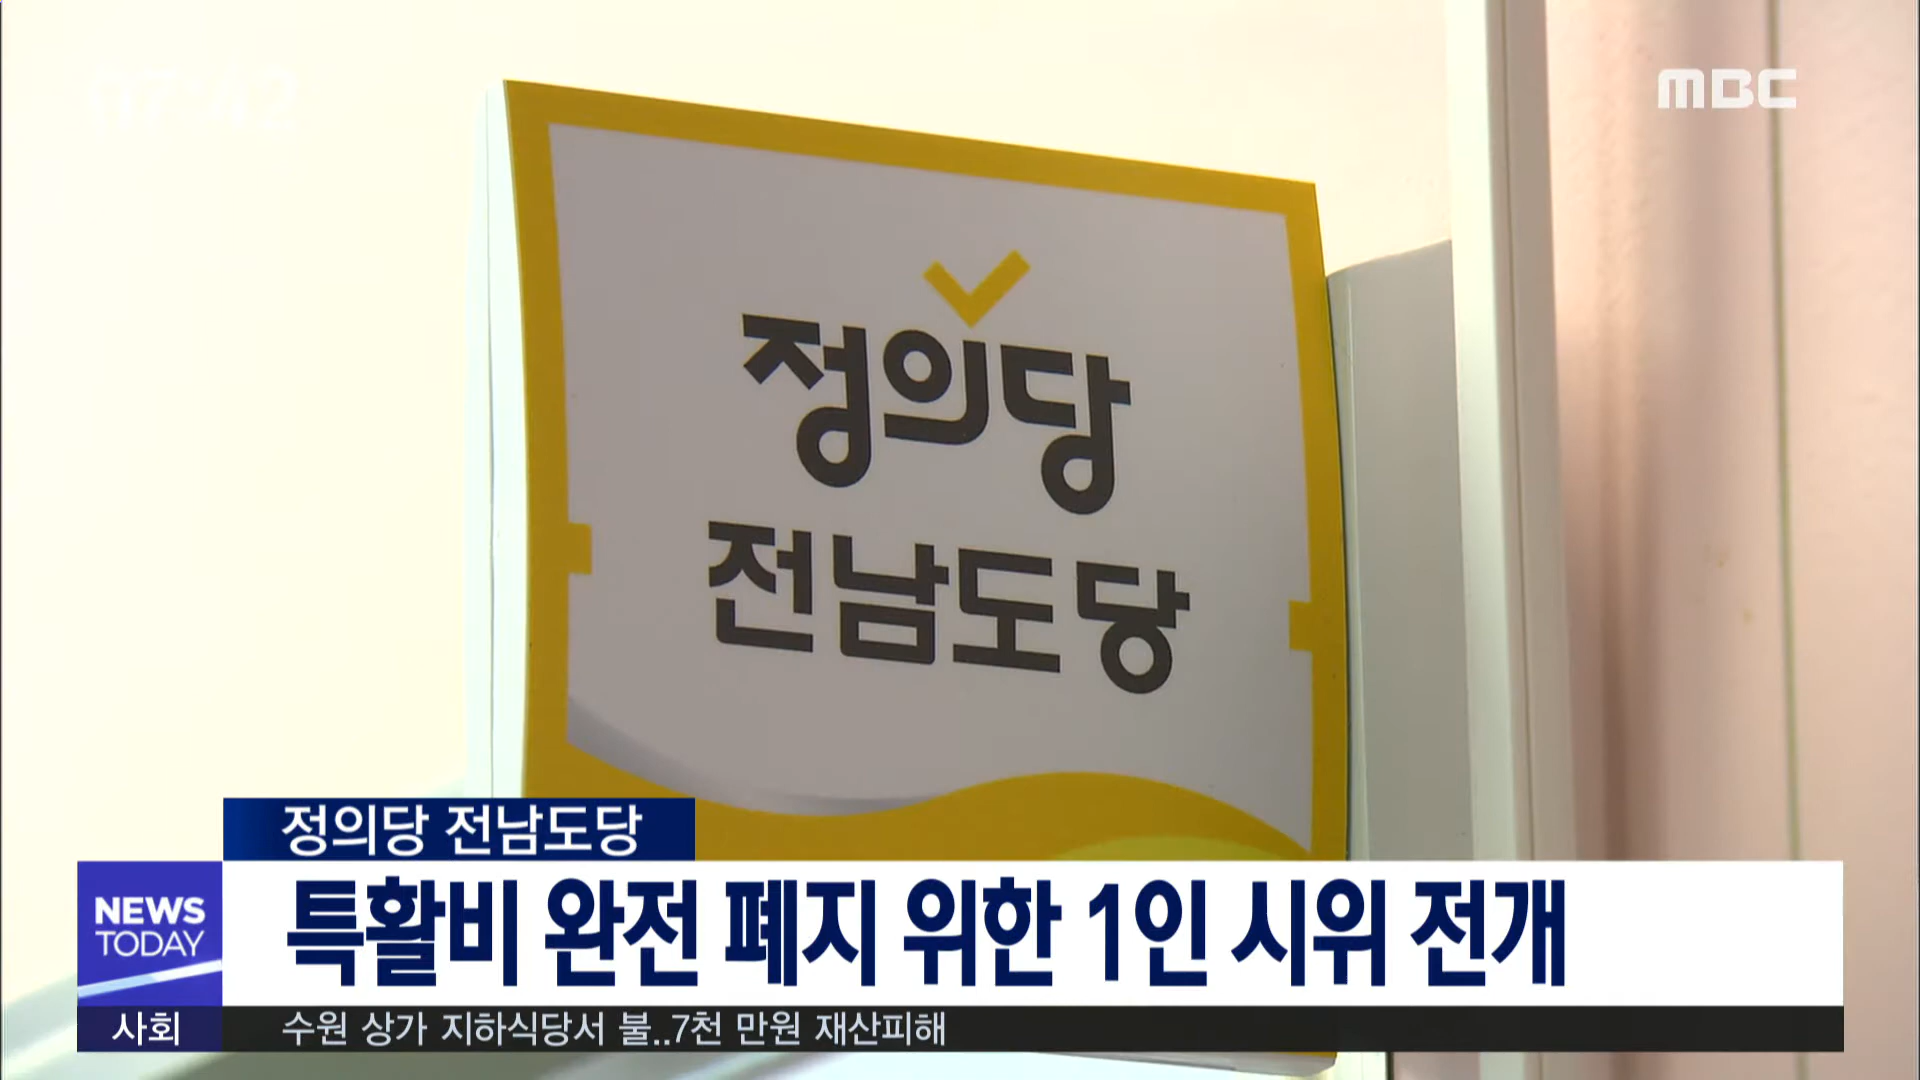 07:42
MBC
정의당
전남도당
정의당 전남도당
NEWS
TODAY
특활비 완전 폐지 위한 1인 시위 전개
사회
수원 상가 지하식당서 불..7천 만원 재산피해